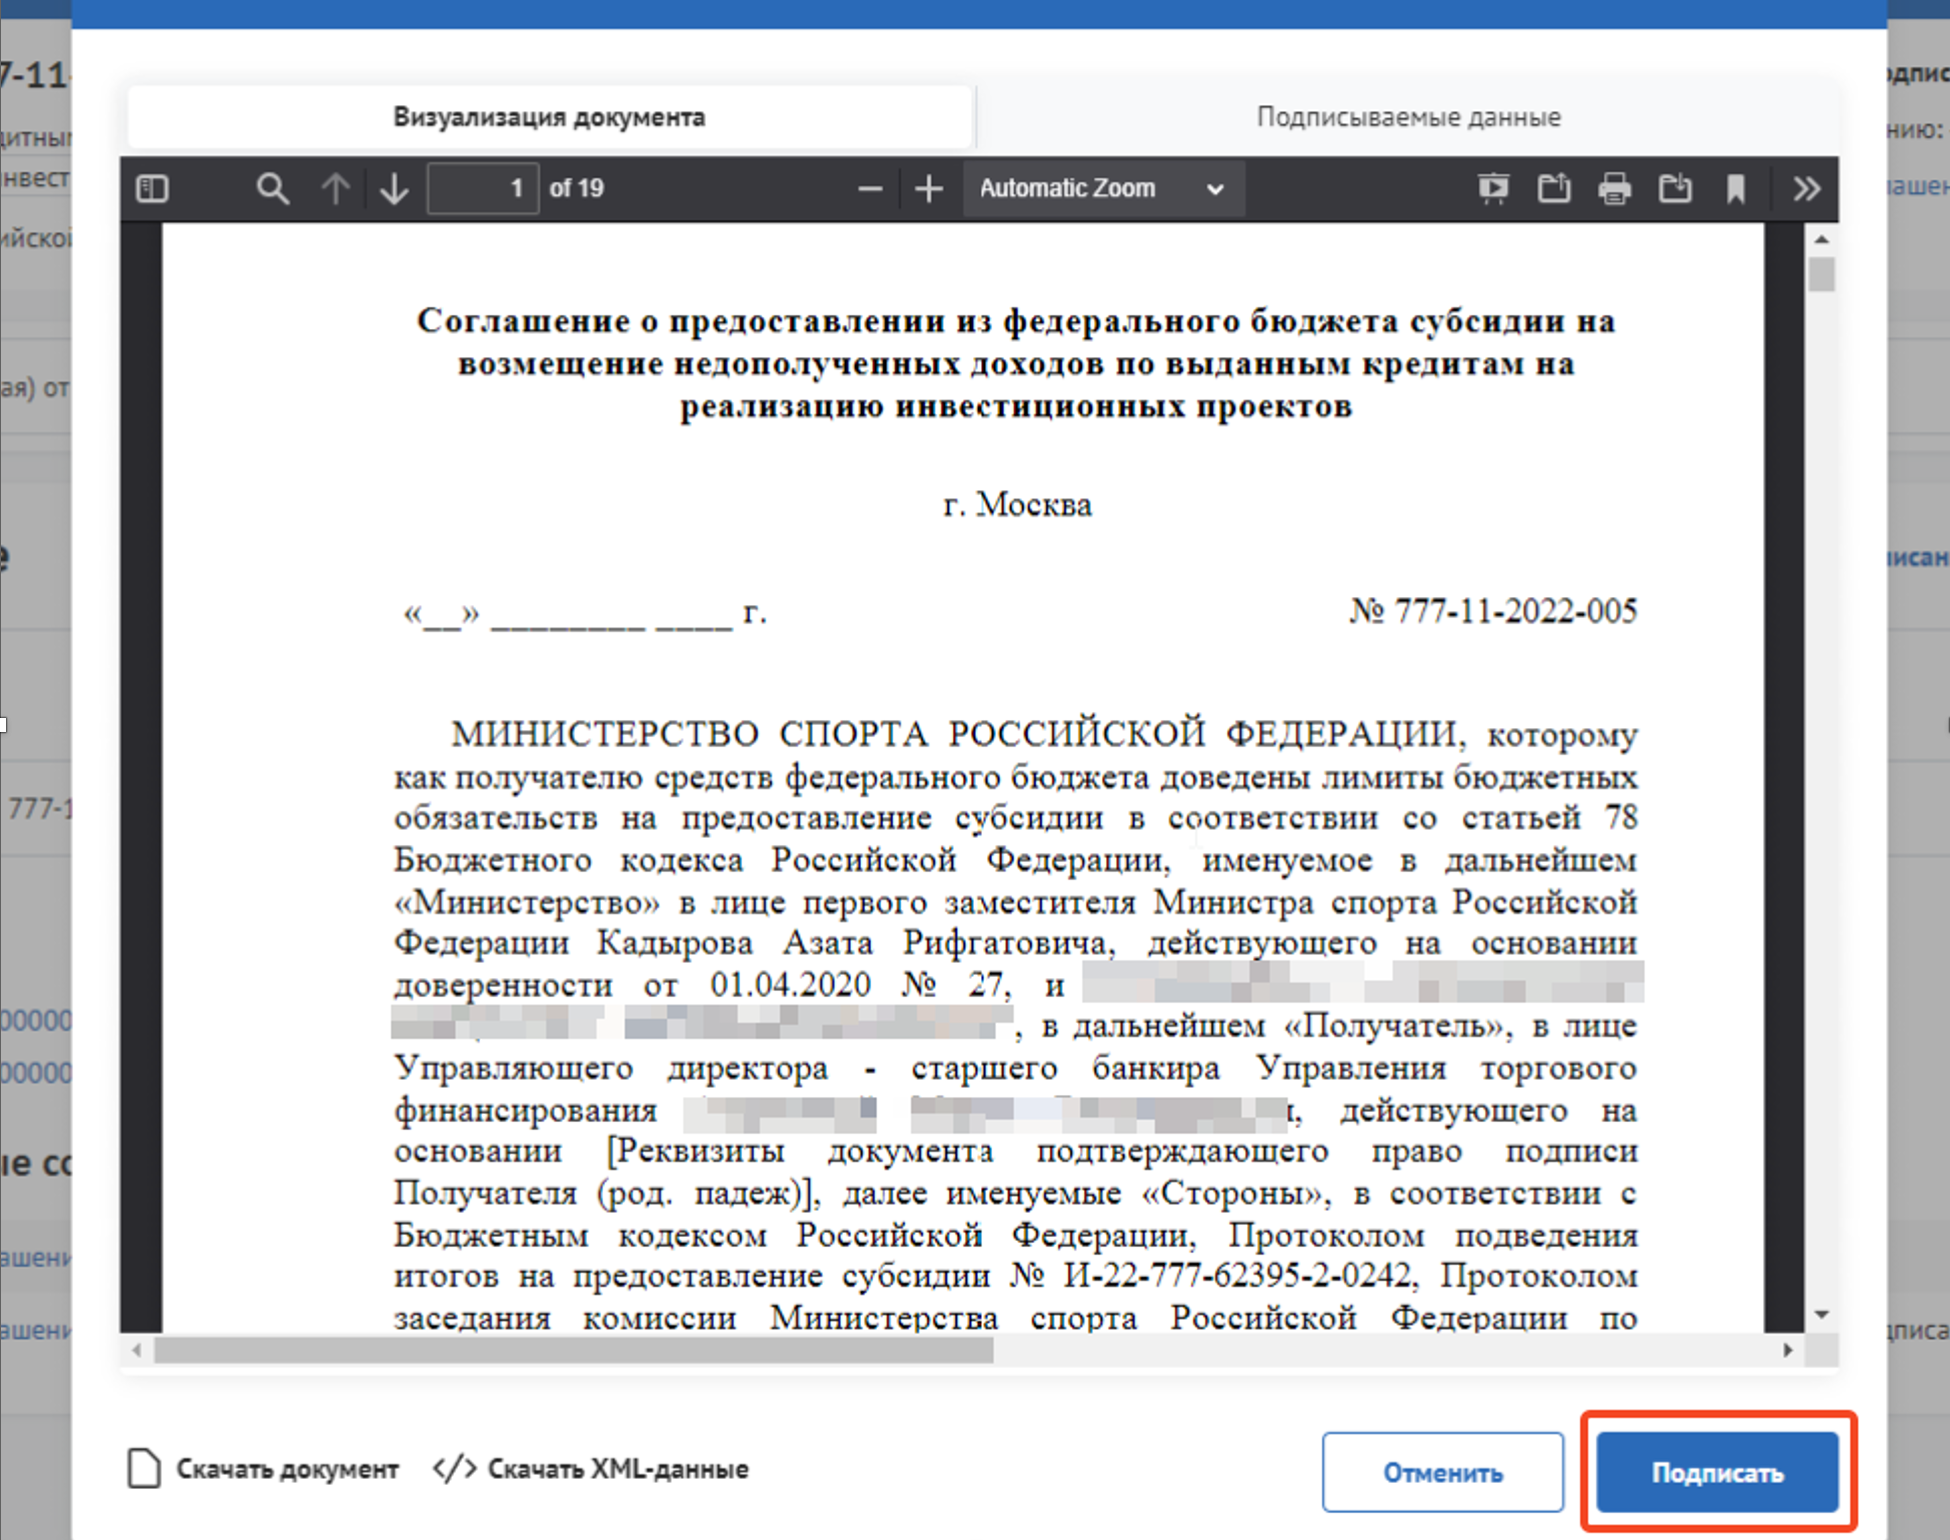 7-11-
Визуализация документа
Подписываемые данные
1 of 19
Automatic Zoom
Соглашение о предоставлении из федерального бюджета субсидии на
возмещение недополученных доходов по выданным кредитам на
реализацию инвестиционных проектов
г. Москва
«__» ________ ____ г.
№ 777-11-2022-005
МИНИСТЕРСТВО СПОРТА РОССИЙСКОЙ ФЕДЕРАЦИИ, которому
как получателю средств федерального бюджета доведены лимиты бюджетных
обязательств на предоставление субсидии в соответствии со статьей 78
Бюджетного кодекса Российской Федерации, именуемое в дальнейшем
«Министерство» в лице первого заместителя Министра спорта Российской
Федерации Кадырова Азата Рифгатовича, действующего на основании
доверенности от 01.04.2020 № 27, и
, в дальнейшем «Получатель», в лице
Управляющего директора - старшего банкира Управления торгового
финансирования , действующего на
основании [Реквизиты документа подтверждающего право подписи
Получателя (род. падеж)], далее именуемые «Стороны», в соответствии с
Бюджетным кодексом Российской Федерации, Протоколом подведения
итогов на предоставление субсидии № И-22-777-62395-2-0242, Протоколом
заседания комиссии Министерства спорта Российской Федерации по
777-1
00000
00000
Скачать документ
</> Скачать XML-данные
Отменить
Подписать